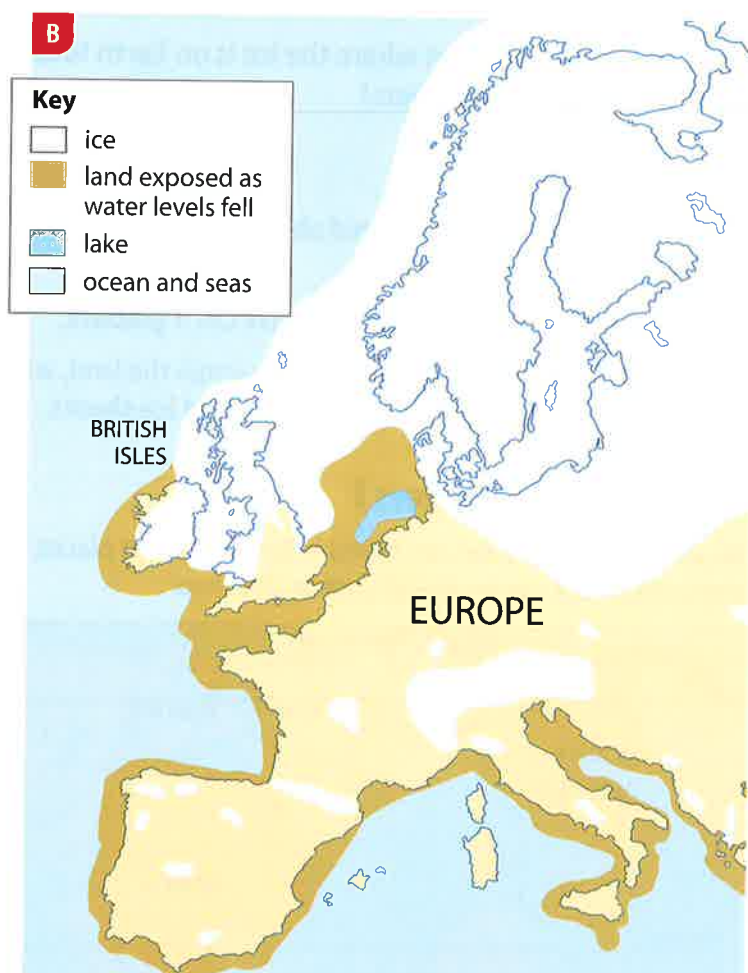 B
Key
ice
land exposed as
water levels fell
lake
ocean and seas
BRITISH
ISLES
EUROPE